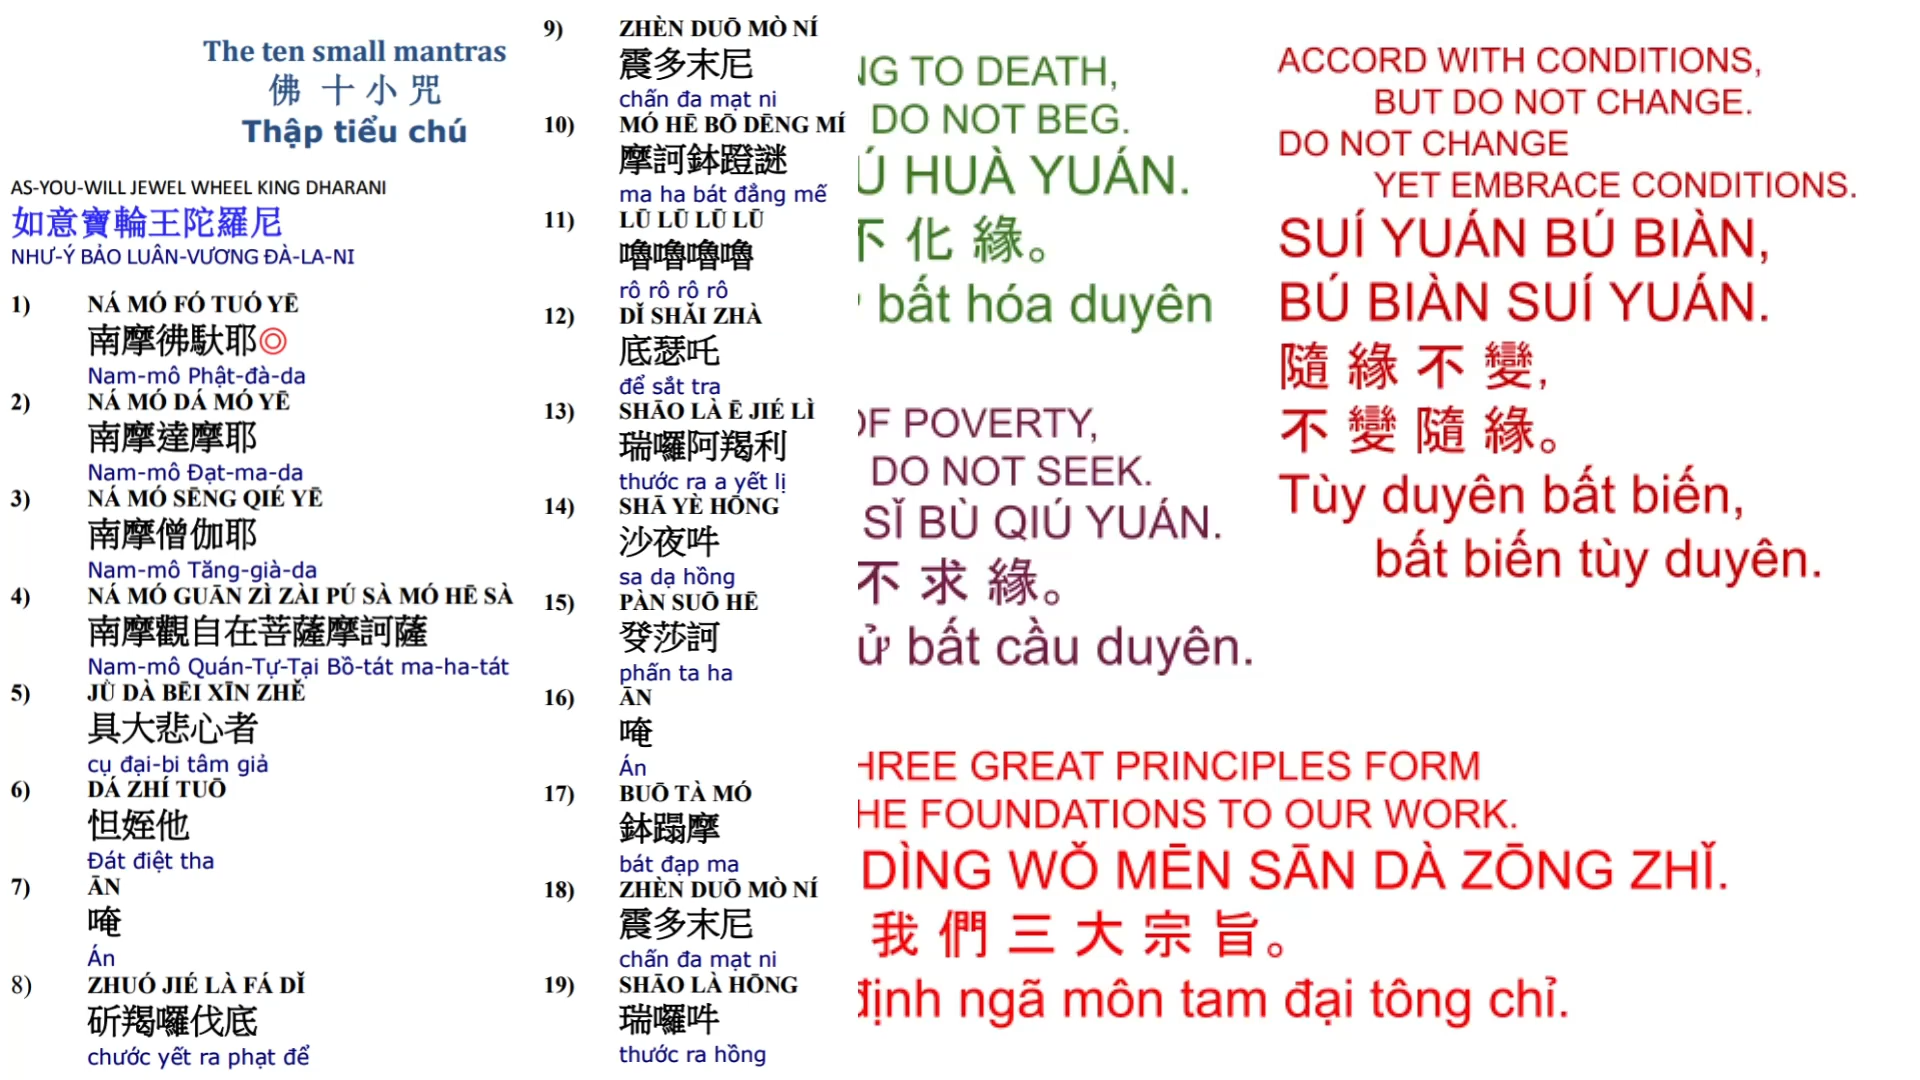 The ten small mantras
佛 十 小 咒
Thập tiểu chú
AS-YOU-WILL JEWEL WHEEL KING DHARANI
如意寶輪王陀羅尼
NHƯ-Ý BẢO LUÂN-VƯƠNG ĐÀ-LA-NI
1) NÁ MÓ FÓ TUÓ YĒ
南摩彿馱耶◎
Nam-mô Phật-đà-da
2) NÁ MÓ DÁ MÓ YĒ
南摩達摩耶
Nam-mô Đạt-ma-da
3) NÁ MÓ SĒNG QIÉ YĒ
南摩僧伽耶
Nam-mô Tăng-già-da
4) NÁ MÓ GUĀN ZÌ ZÀI PÚ SÀ MÓ HĒ SÀ
南摩觀自在菩薩摩訶薩
Nam-mô Quán-Tự-Tại Bồ-tát ma-ha-tát
5) JÙ DÀ BĒI XĪN ZHĚ
具大悲心者
cụ đại-bi tâm giả
6) DÁ ZHÍ TUŌ
怛姪他
Đát điệt tha
7) ĀN
唵
Án
8) ZHUÓ JIÉ LÀ FÁ DǏ
斫羯囉伐底
chước yết ra phạt để
9) ZHÈN DUŌ MÒ NÍ
震多末尼
chấn đa mạt ni
10) MÓ HĒ BŌ DĒNG MÍ
摩訶鉢蹬謎
ma ha bát đẳng mế
11) LŪ LŪ LŪ LŪ
嚕嚕嚕嚕
rô rô rô rô
12) DǏ SHǍI ZHÀ
底瑟吒
để sắt tra
13) SHĀO LÀ Ē JIÉ LÌ
瑞囉阿羯利
thước ra a yết lị
14) SHĀ YÈ HŌNG
沙夜吽
sa dạ hồng
15) PÀN SUŌ HĒ
癹莎訶
phấn ta ha
16) ĀN
唵
Án
17) BUŌ TÀ MÓ
鉢蹋摩
bát đạp ma
18) ZHÈN DUŌ MÒ NÍ
震多末尼
chấn đa mạt ni
19) SHĀO LÀ HŌNG
瑞囉吽
thước ra hồng
NG TO DEATH,
DO NOT BEG.
Ú HUÀ YUÁN.
不 化 緣。
bất hóa duyên
OF POVERTY,
DO NOT SEEK.
SǏ BÙ QIÚ YUÁN.
不 求 緣。
ử bất cầu duyên.
ACCORD WITH CONDITIONS,
BUT DO NOT CHANGE.
DO NOT CHANGE
YET EMBRACE CONDITIONS.
SUÍ YUÁN BÚ BIÀN,
BÚ BIÀN SUÍ YUÁN.
隨 緣 不 變,
不 變 隨 緣。
Tùy duyên bất biến,
bất biến tùy duyên.
HREE GREAT PRINCIPLES FORM
HE FOUNDATIONS TO OUR WORK.
DÌNG WǑ MĒN SĀN DÀ ZŌNG ZHǏ.
我 們 三 大 宗 旨。
định ngã môn tam đại tông chỉ.